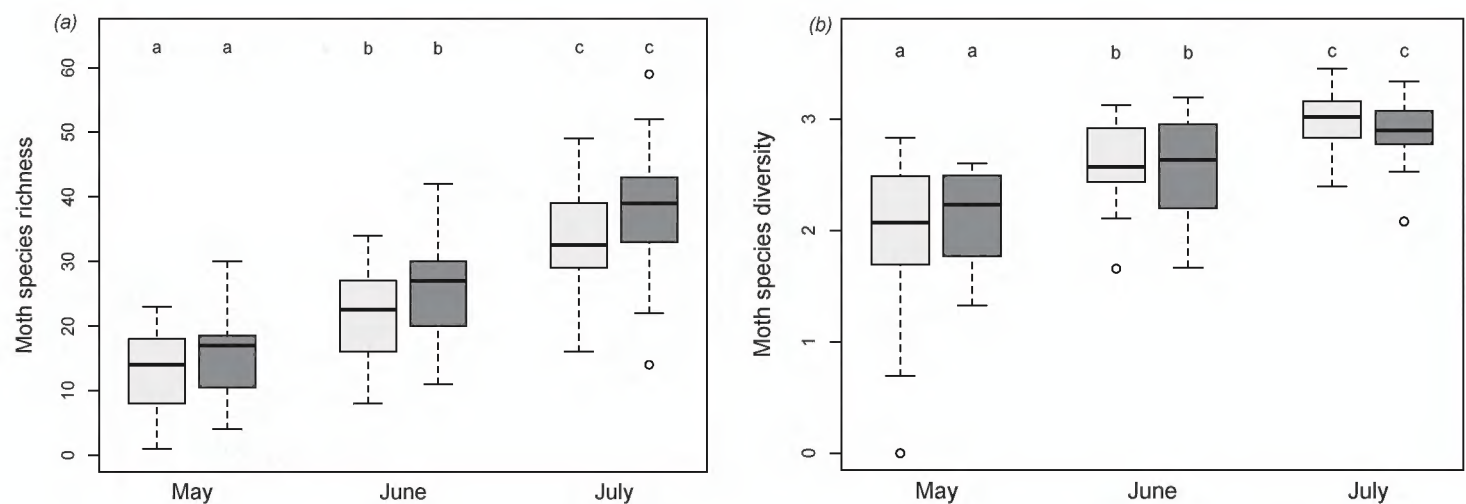 (a)
a a b b c c
Moth species richness
60
50
40
30
20
10
0
May June July
(b)
a a b b c c
Moth species diversity
3
2
1
0
May June July